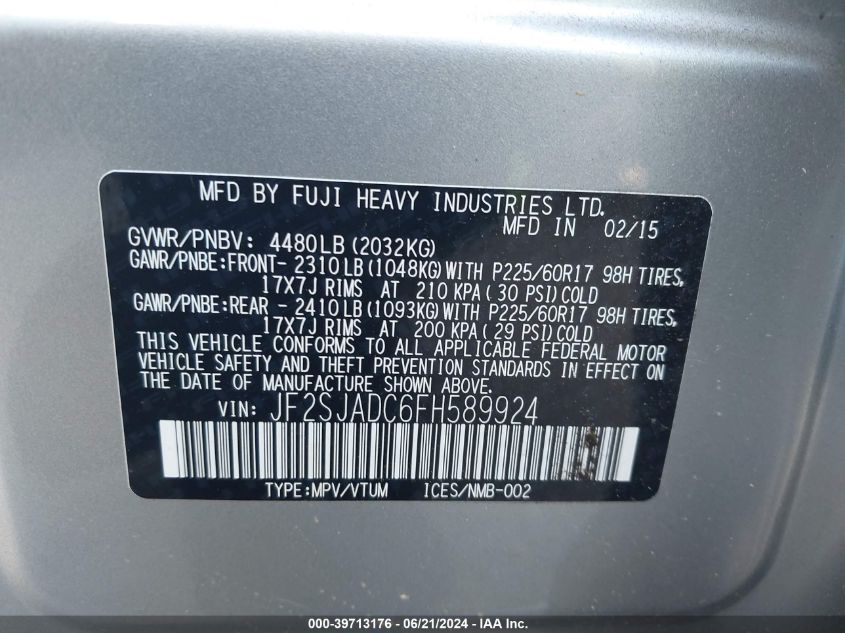 MFD BY FUJI HEAVY INDUSTRIES LTD.
MFD IN 02/15
GVWR/PNBV: 4480LB (2032KG)
GAWR/PNBE:FRONT- 2310LB (1048KG) WITH P225/60R17 98H TIRES,
17X7J RIMS AT 210 KPA ( 30 PSI) COLD
GAWR/PNBE:REAR - 2410LB (1093KG) WITH P225/60R17 98H TIRES,
17X7J RIMS AT 200 KPA ( 29 PSI) COLD
THIS VEHICLE CONFORMS TO ALL APPLICABLE FEDERAL MOTOR
VEHICLE SAFETY AND THEFT PREVENTION STANDARDS IN EFFECT ON
THE DATE OF MANUFACTURE SHOWN ABOVE.
VIN: JF2SJADC6FH589924
TYPE:MPV/VTUM ICES/NMB-002
000-39713176 - 06/21/2024 - IAA Inc.